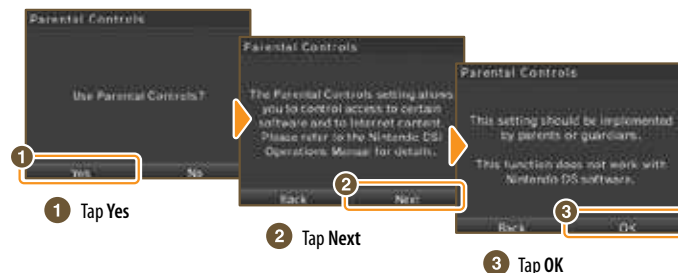 Parental Controls
Use Parental Controls?
1
Yes
No
1 Tap Yes
Parental Controls
The Parental Controls setting allows
you to control access to certain
software and to Internet content.
Please refer to the Nintendo DSi
Operations Manual for details.
2
Back
Next
2 Tap Next
Parental Controls
This setting should be implemented
by parents or guardians.
This function does not work with
Nintendo DS software.
3
Back
OK
3 Tap OK